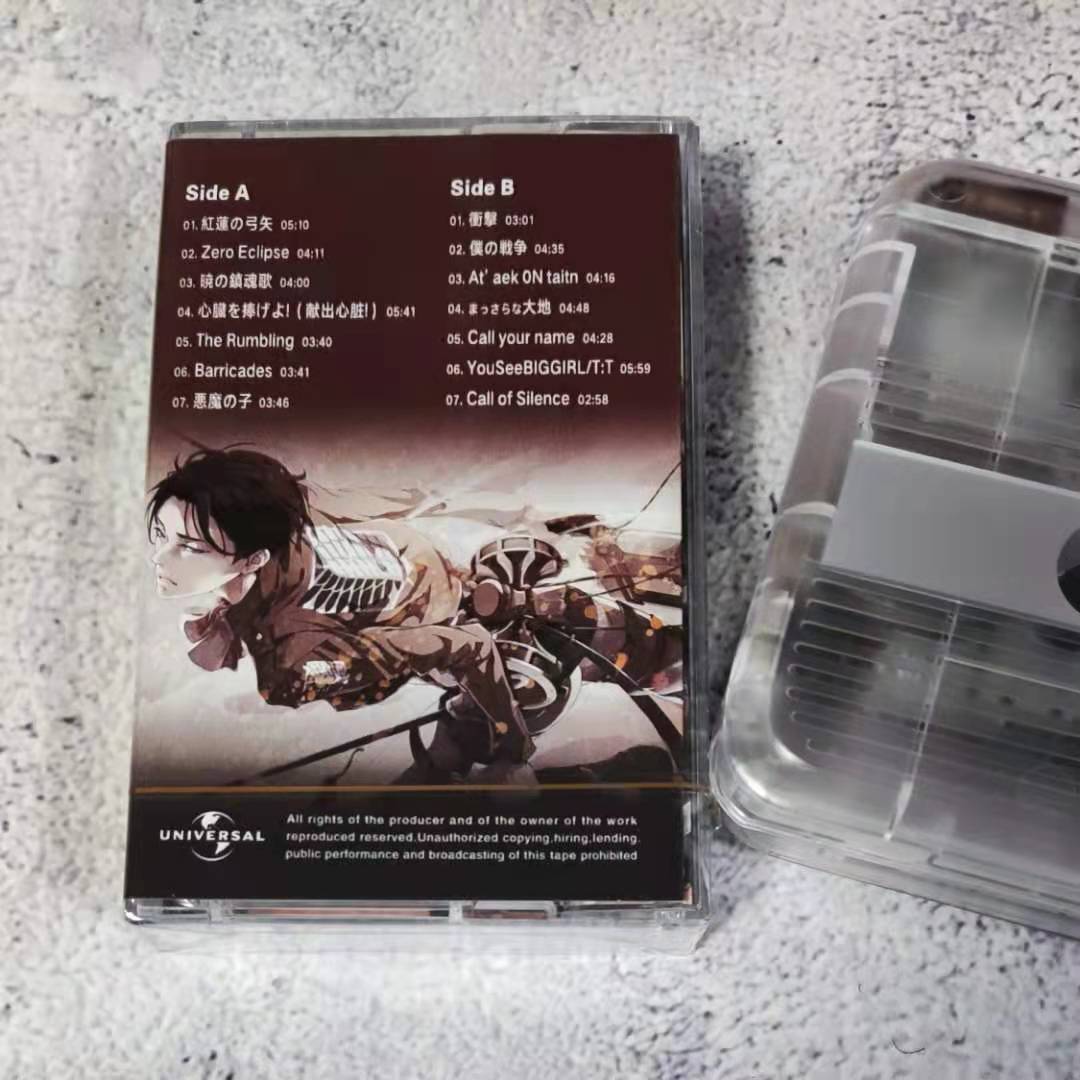 Side A
01. 紅蓮の弓矢 05:10
02. Zero Eclipse 04:11
03. 暁の鎮魂歌 04:00
04. 心臓を捧げよ! (献出心脏!) 05:41
05. The Rumbling 03:40
06. Barricades 03:41
07. 悪魔の子 03:46
Side B
01. 衝撃 03:01
02. 僕の戦争 04:35
03. At' aek 0N taitn 04:16
04. まっさらな大地 04:48
05. Call your name 04:28
06. YouSeeBIGGIRL/T:T 05:59
07. Call of Silence 02:58
UNIVERSAL
All rights of the producer and of the owner of the work
reproduced reserved.Unauthorized copying,hiring,lending.
public performance and broadcasting of this tape prohibited